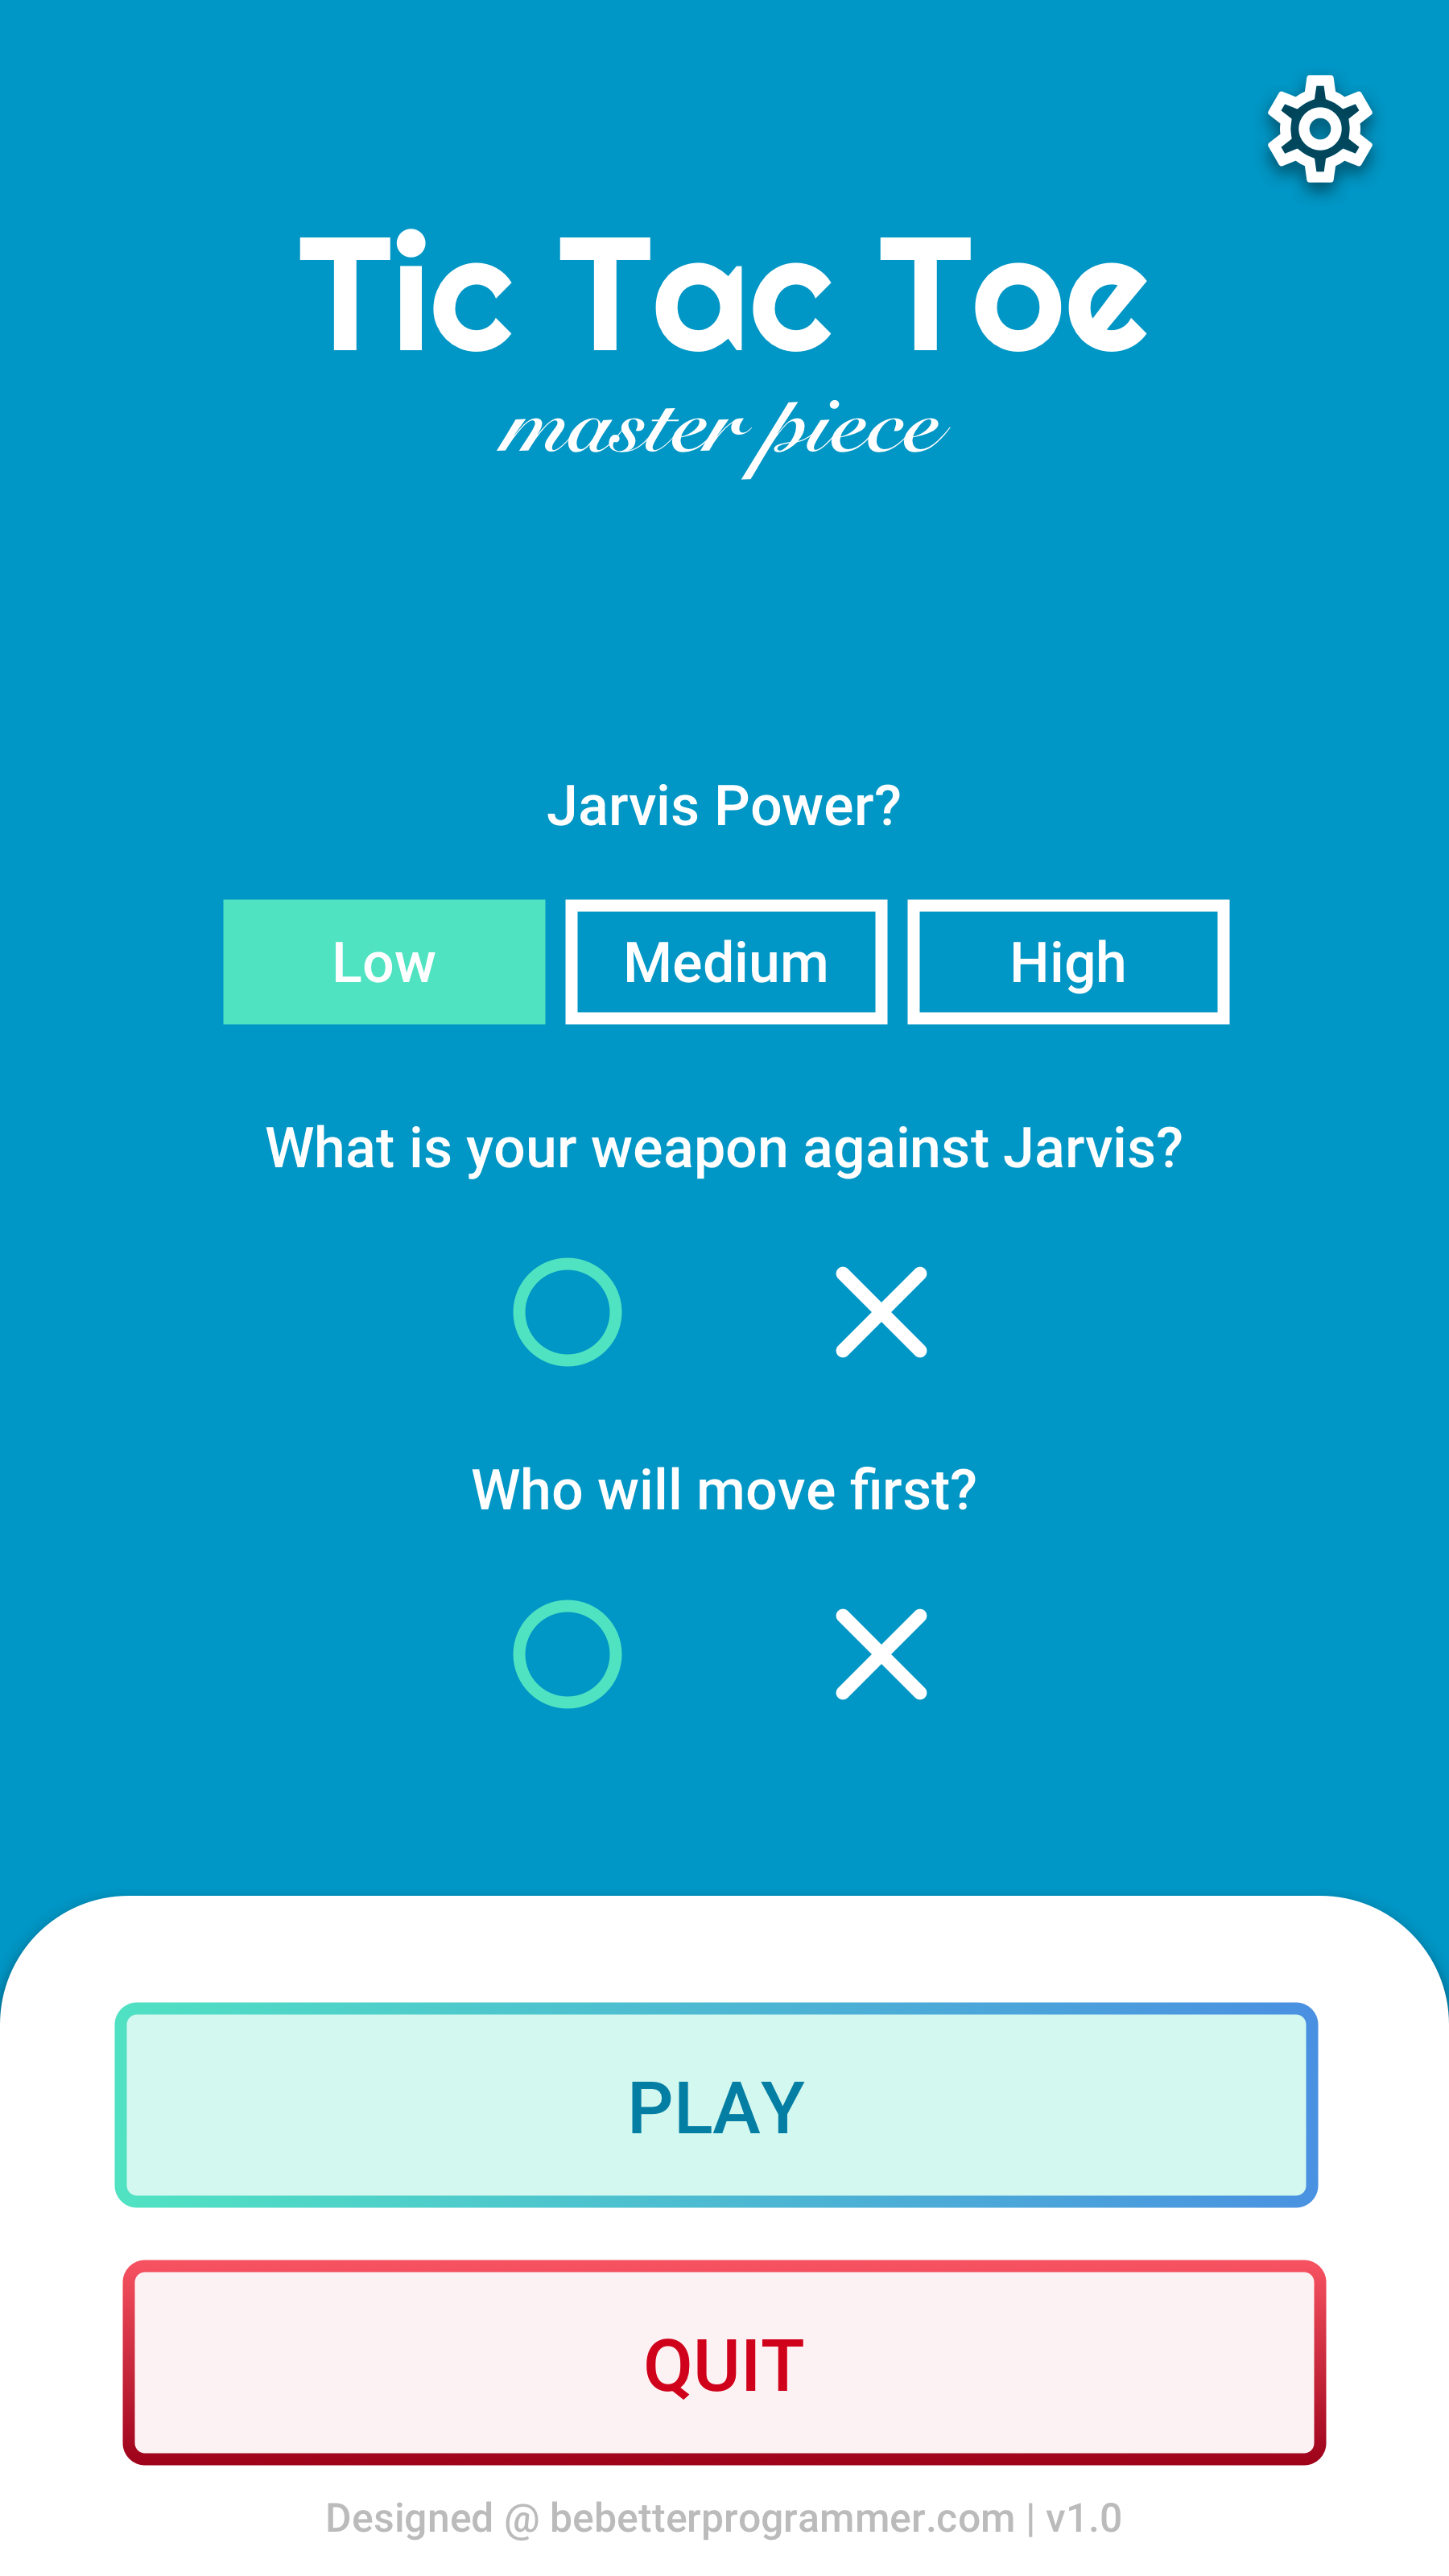 Tic Tac Toe
master piece
Jarvis Power?
Low Medium High
What is your weapon against Jarvis?
Who will move first?
PLAY
QUIT
Designed @ bebetterprogrammer.com | v1.0